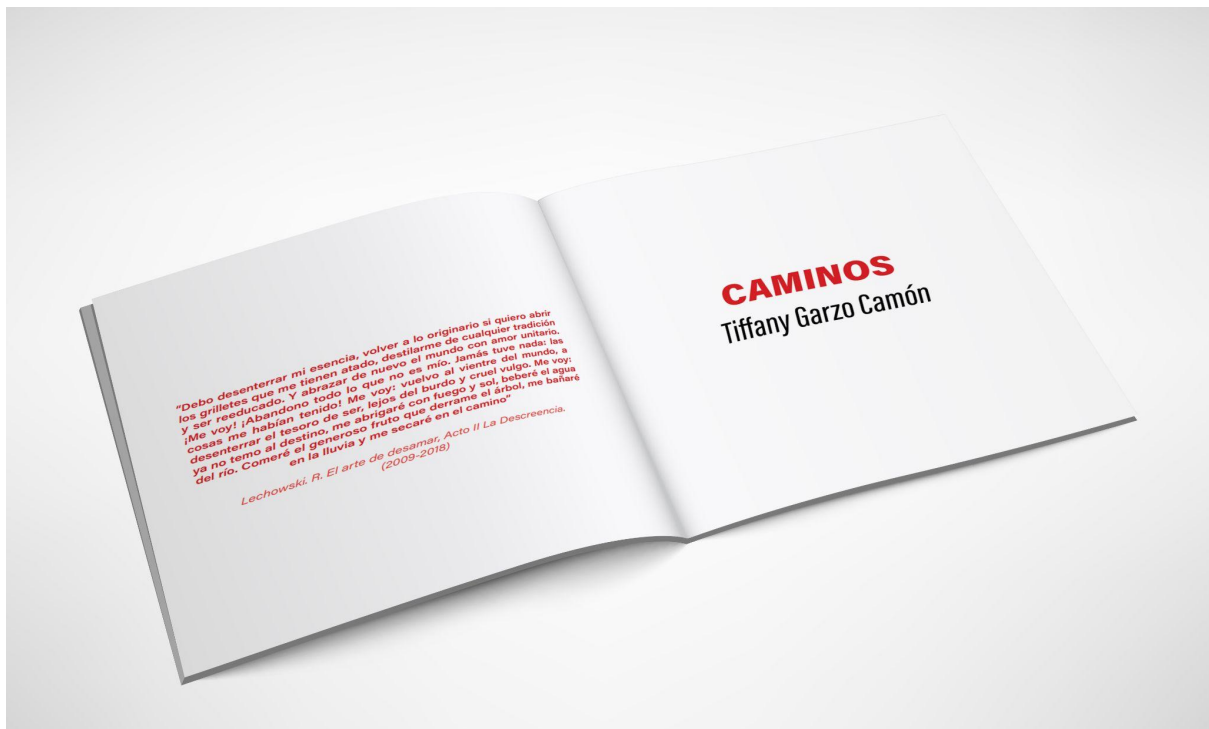 "Debo desenterrar mi esencia, volver a lo originario si quiero abrir
los grilletes que me tienen atado, destilarme de cualquier tradición
y ser reeducado. Y abrazar de nuevo el mundo con amor unitario.
¡Me voy! ¡Abandono todo lo que no es mío. Jamás tuve nada: las
cosas me habían tenido! Me voy: vuelvo al vientre del mundo, a
desenterrar el tesoro de ser, lejos del burdo y cruel vulgo. Me voy:
ya no temo al destino, me abrigaré con fuego y sol, beberé el agua
del río. Comeré el generoso fruto que derrame el árbol, me bañaré
en la lluvia y me secaré en el camino"
Lechowski. R. El arte de desamar, Acto II La Descreencia.
(2009-2018)
CAMINOS
Tiffany Garzo Camón